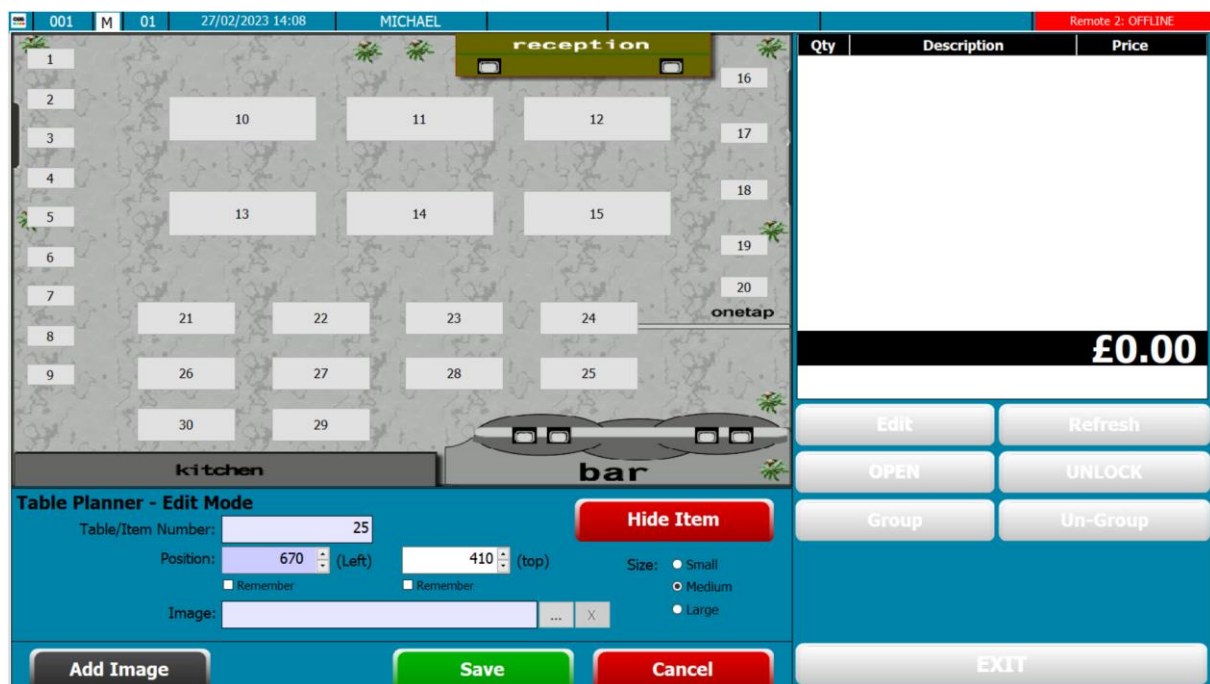 001 M 01 27/02/2023 14:08 MICHAEL Remote 2: OFFLINE
reception
1
16
2
10 11 12
17
3
4
18
5
13 14 15
19
6
20
7
onetap
21 22 23 24
8
9
26 27 28 25
30 29
kitchen
bar
Qty Description Price
£0.00
Edit Refresh
OPEN UNLOCK
Group Un-Group
EXIT
Table Planner - Edit Mode
Table/Item Number: 25
Hide Item
Position: 670 (Left) 410 (top)
Remember Remember
Size: Small
Medium
Large
Image: ... X
Add Image Save Cancel